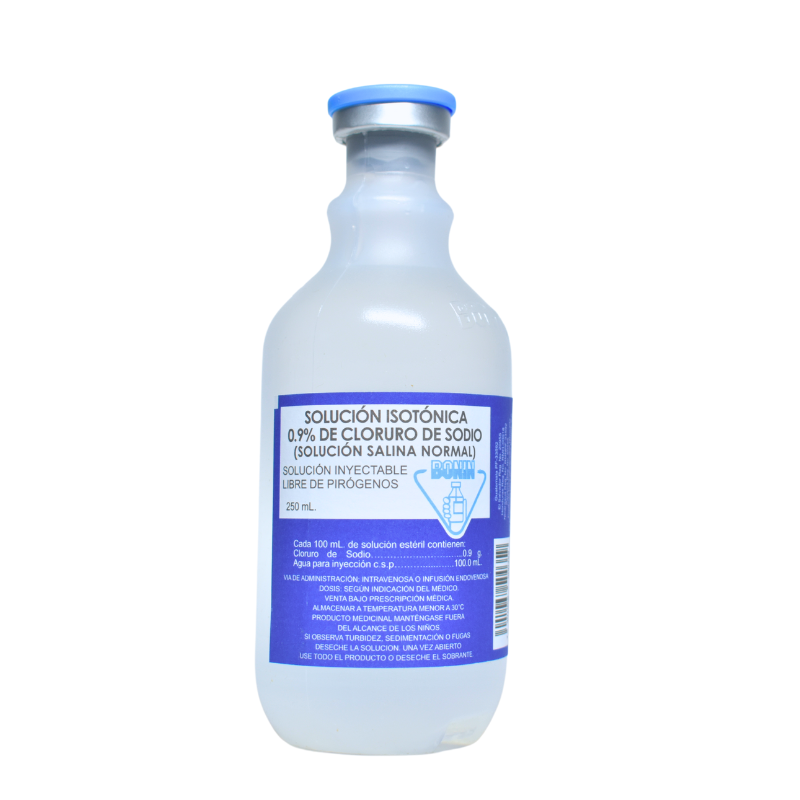 SOLUCIÓN ISOTÓNICA
0.9% DE CLORURO DE SODIO
(SOLUCIÓN SALINA NORMAL)
SOLUCIÓN INYECTABLE
LIBRE DE PIRÓGENOS
BONIN
250 mL.
Cada 100 mL. de solución estéril contienen:
Cloruro de Sodio........................0.9 g.
Agua para inyección c.s.p...............100.0 mL.
VIA DE ADMINISTRACIÓN: INTRAVENOSA O INFUSIÓN ENDOVENOSA
DOSIS: SEGÚN INDICACIÓN DEL MÉDICO.
VENTA BAJO PRESCRIPCIÓN MÉDICA.
ALMACENAR A TEMPERATURA MENOR A 30°C
PRODUCTO MEDICINAL MANTÉNGASE FUERA
DEL ALCANCE DE LOS NIÑOS.
SI OBSERVA TURBIDEZ, SEDIMENTACIÓN O FUGAS
DESECHE LA SOLUCION. UNA VEZ ABIERTO
USE TODO EL PRODUCTO O DESECHE EL SOBRANTE.